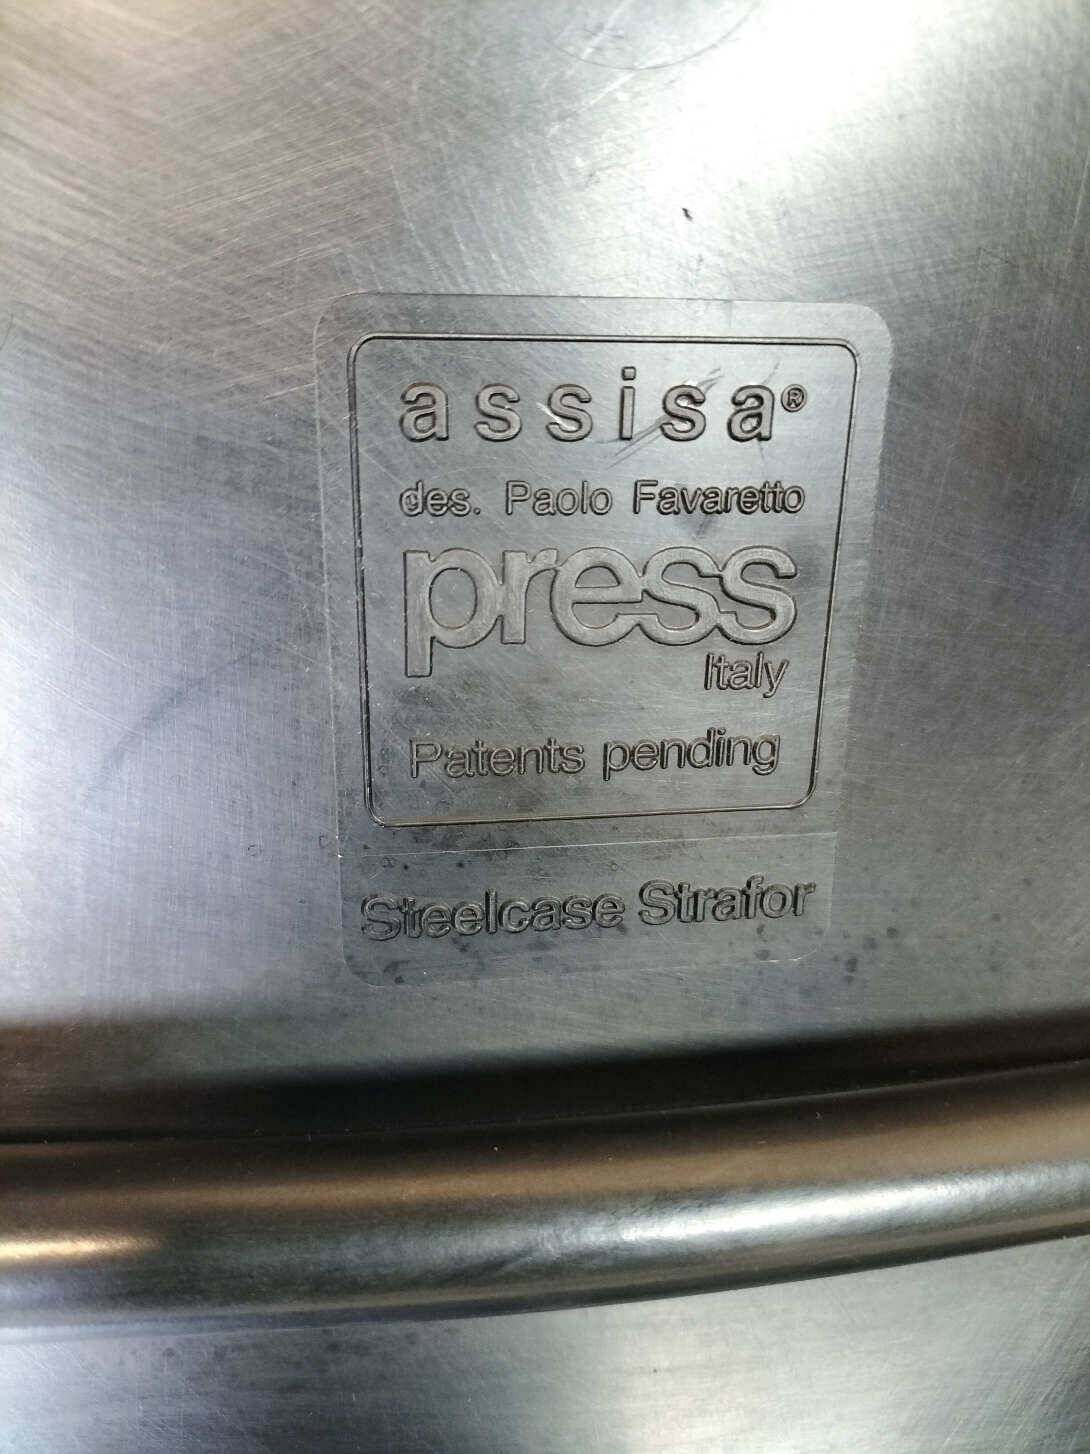 assisa®
des. Paolo Favaretto
press
Italy
Patents pending
Steelcase Strafor